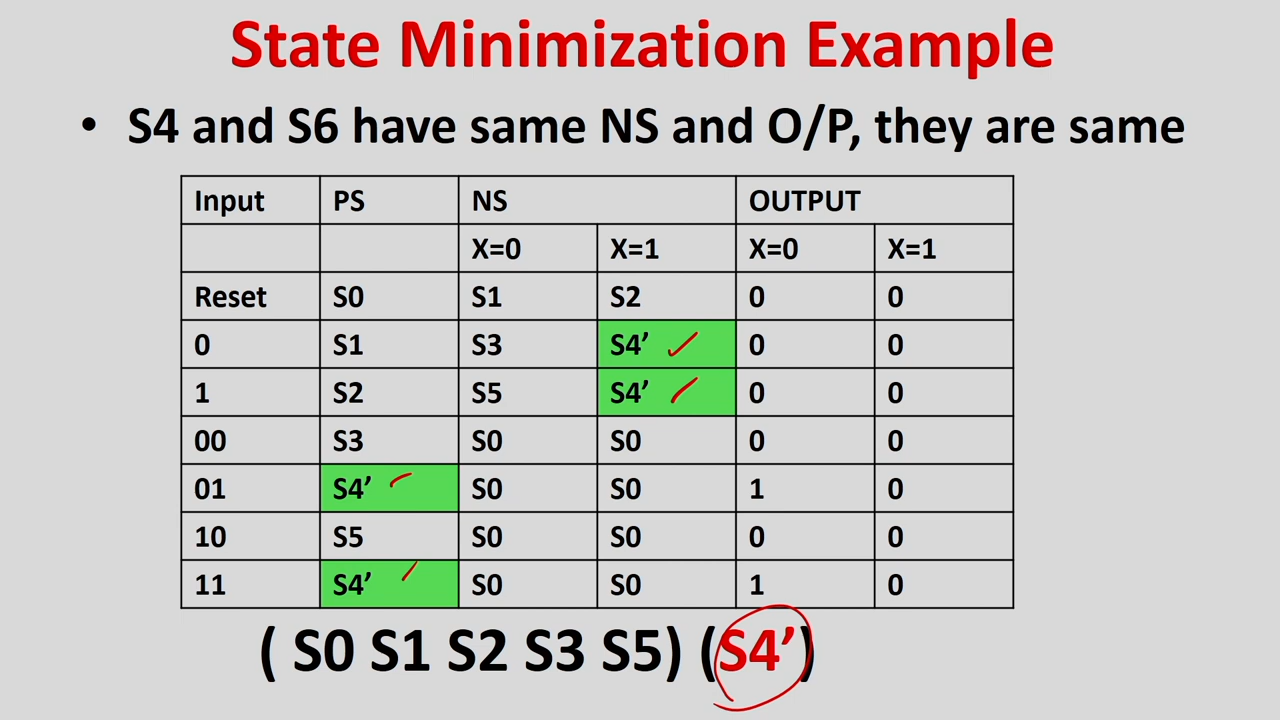 State Minimization Example
• S4 and S6 have same NS and O/P, they are same
Input PS NS OUTPUT
X=0 X=1 X=0 X=1
Reset S0 S1 S2 0 0
0 S1 S3 S4’ 0 0
1 S2 S5 S4’ 0 0
00 S3 S0 S0 0 0
01 S4’ S0 S0 1 0
10 S5 S0 S0 0 0
11 S4’ S0 S0 1 0
( S0 S1 S2 S3 S5) (S4’)